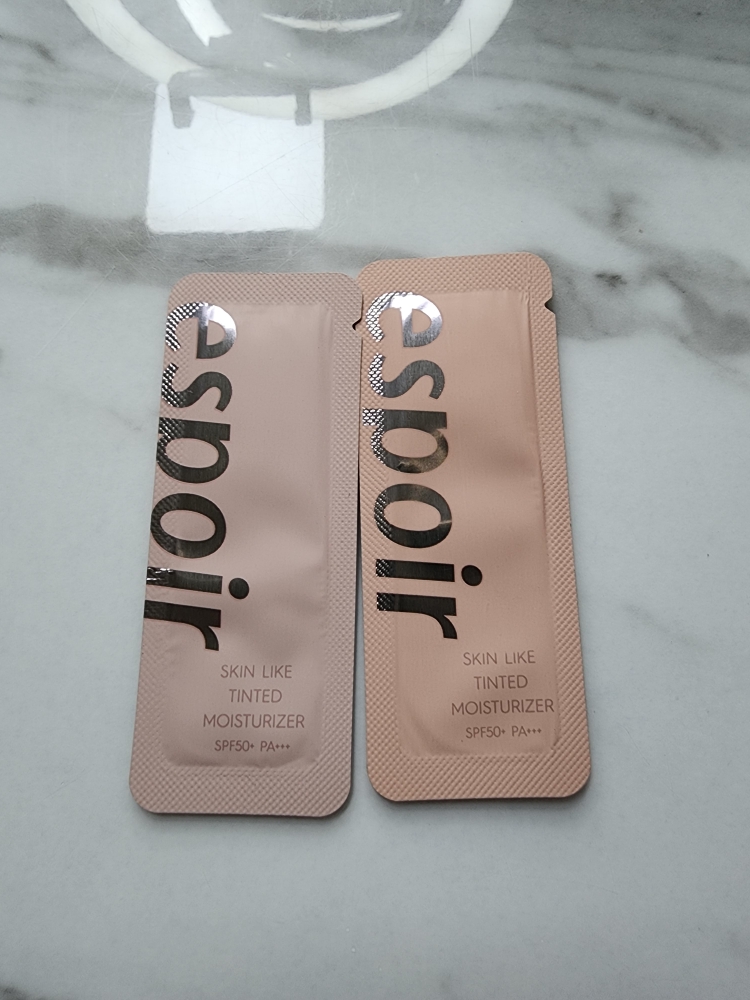 espoir
SKIN LIKE
TINTED
MOISTURIZER
SPF50+ PA+++
espoir
SKIN LIKE
TINTED
MOISTURIZER
SPF50+ PA+++